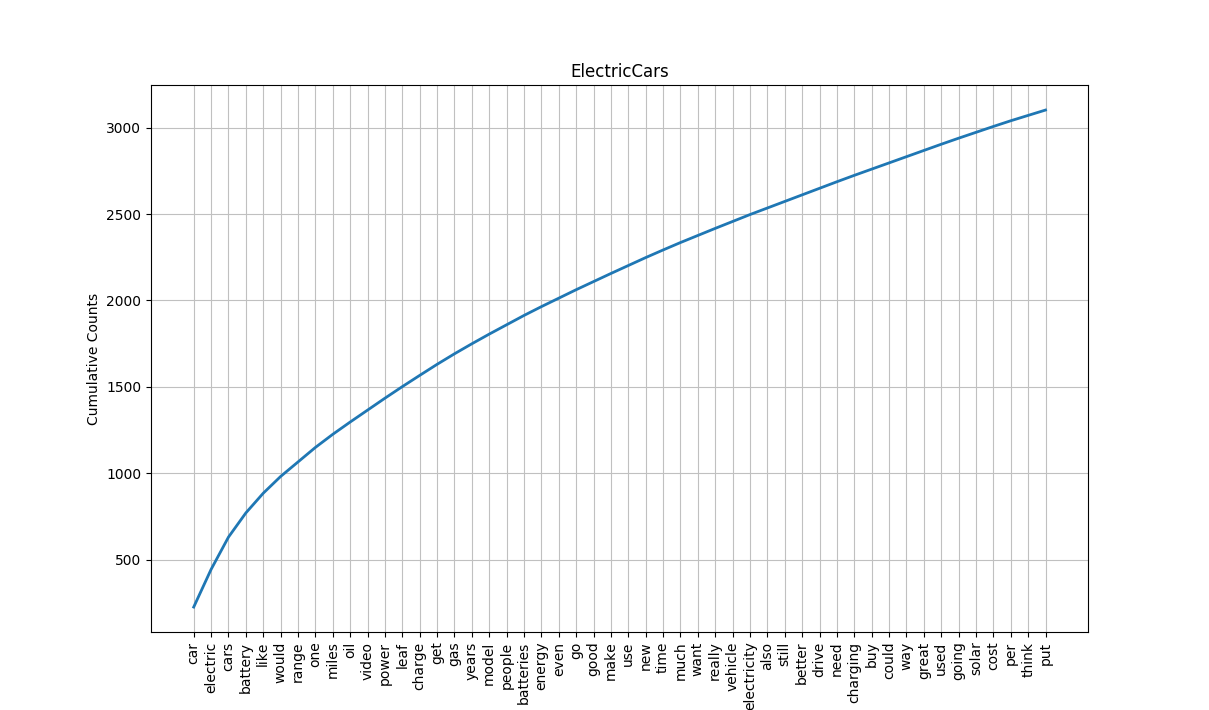 ElectricCars
Cumulative Counts
3000
2500
2000
1500
1000
500
car
electric
cars
battery
like
would
range
one
miles
oil
video
power
leaf
charge
get
gas
years
model
people
batteries
energy
even
go
good
make
use
new
time
much
want
really
vehicle
electricity
also
still
better
drive
need
charging
buy
could
way
great
used
going
solar
cost
per
think
put